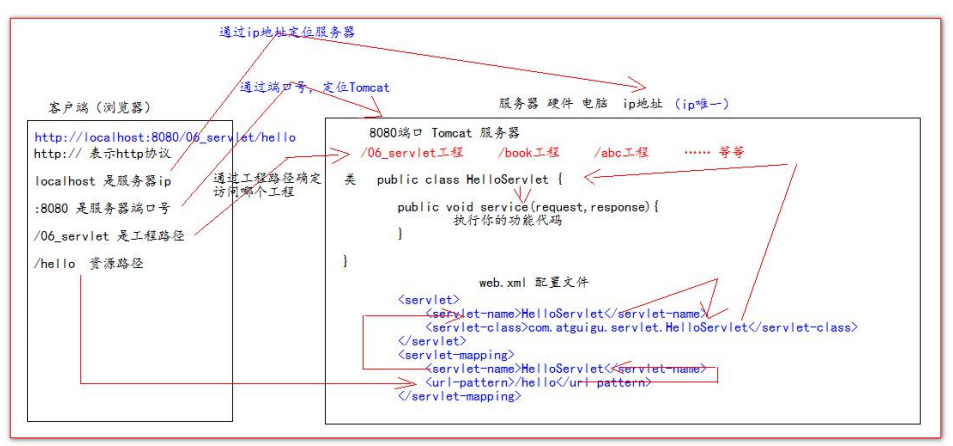 通过ip地址定位服务器
通过端口号，定位Tomcat
客户端（浏览器）
服务器 硬件 电脑 ip地址 (ip唯一)
http://localhost:8080/06_servlet/hello
http:// 表示http协议
localhost 是服务器ip
:8080 是服务器端口号
/06_servlet 是工程路径
/hello 资源路径
通过工程路径确定
访问哪个工程
8080端口 Tomcat 服务器
/06_servlet工程 /book工程 /abc工程 …… 等等
类 public class HelloServlet {
public void service(request,response){
执行你的功能代码
}
}
web.xml 配置文件
<servlet>
<servlet-name>HelloServlet</servlet-name>
<servlet-class>com.atguigu.servlet.HelloServlet</servlet-class>
</servlet>
<servlet-mapping>
<servlet-name>HelloServlet</servlet-name>
<url-pattern>/hello</url-pattern>
</servlet-mapping>